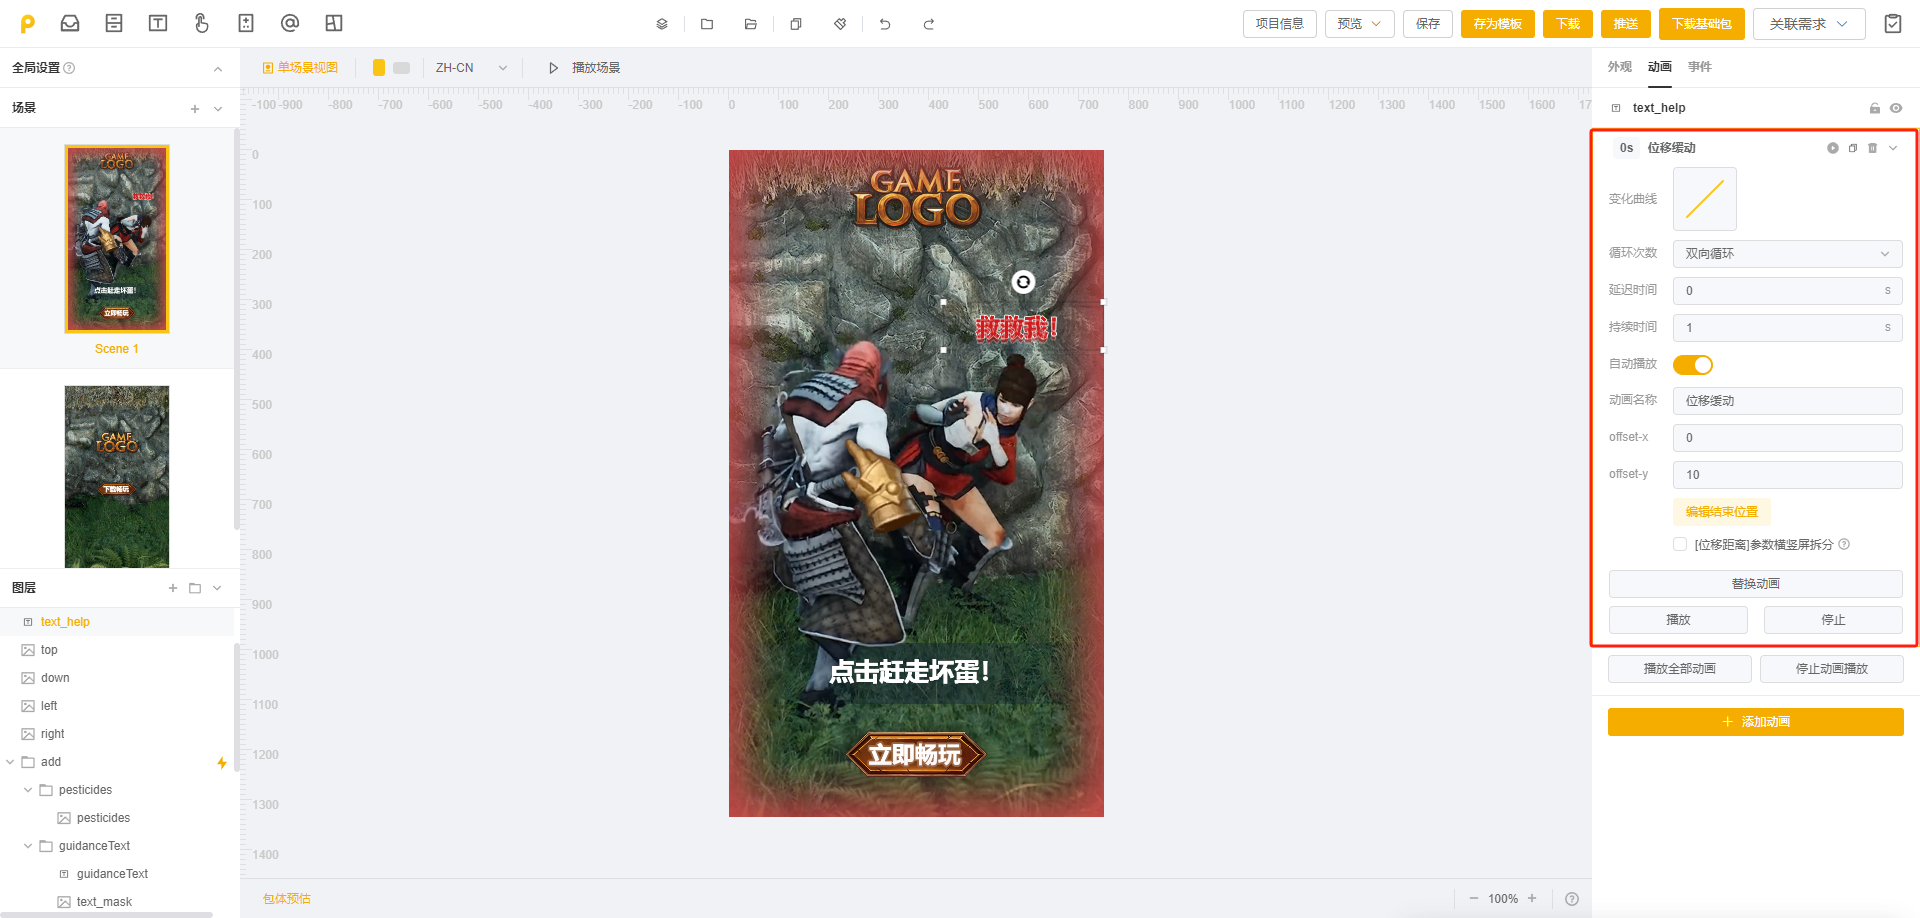 项目信息
预览
保存
存为模板
下载
推送
下载基础包
关联需求
全局设置
单场景视图
ZH-CN
播放场景
外观
动画
事件
场景
-100 -900 -800 -700 -600 -500 -400 -300 -200 -100 0 100 200 300 400 500 600 700 800 900 1000 1100 1200 1300 1400 1500 1600 17
text_help
0
100
200
300
400
500
600
700
800
900
1000
1100
1200
1300
1400
GAME
LOGO
救救我！
点击赶走坏蛋！
立即畅玩
Scene 1
GAME
LOGO
下载畅玩
GAME
LOGO
救救我！
点击赶走坏蛋！
立即畅玩
0s 位移缓动
变化曲线
循环次数 双向循环
延迟时间 0 s
持续时间 1 s
自动播放
动画名称 位移缓动
offset-x 0
offset-y 10
编辑结束位置
[位移距离]参数横竖屏拆分
替换动画
播放
停止
播放全部动画
停止动画播放
添加动画
图层
text_help
top
down
left
right
add
pesticides
pesticides
guidanceText
guidanceText
text_mask
包体预估
100%